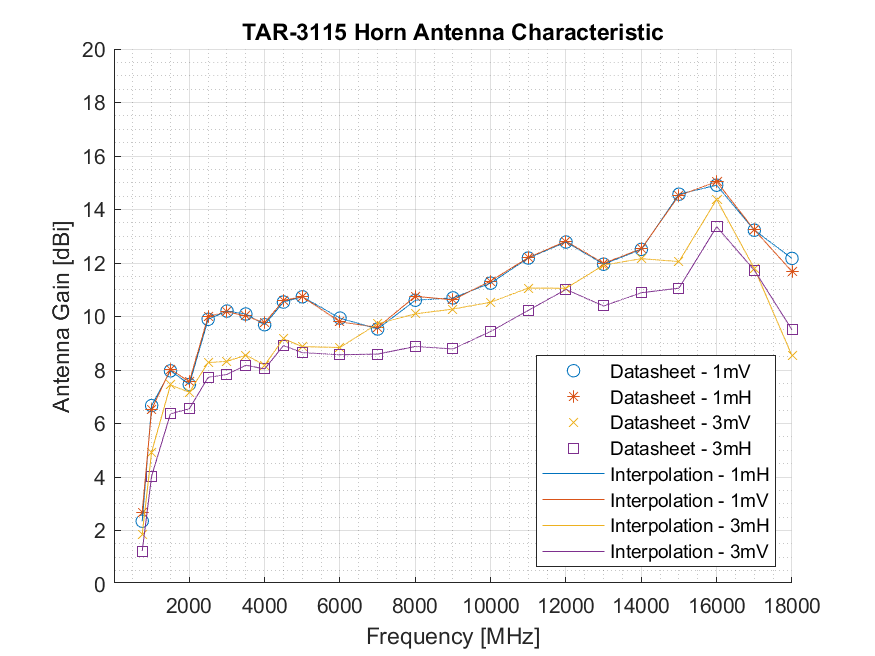 TAR-3115 Horn Antenna Characteristic
20
18
16
14
12
10
8
6
4
2
0
Antenna Gain [dBi]
Datasheet - 1mV
Datasheet - 1mH
Datasheet - 3mV
Datasheet - 3mH
Interpolation - 1mH
Interpolation - 1mV
Interpolation - 3mH
Interpolation - 3mV
2000 4000 6000 8000 10000 12000 14000 16000 18000
Frequency [MHz]